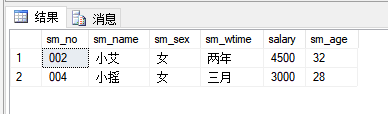 结果 消息
sm_no sm_name sm_sex sm_wtime salary sm_age
1 002 小艾 女 两年 4500 32
2 004 小摇 女 三月 3000 28